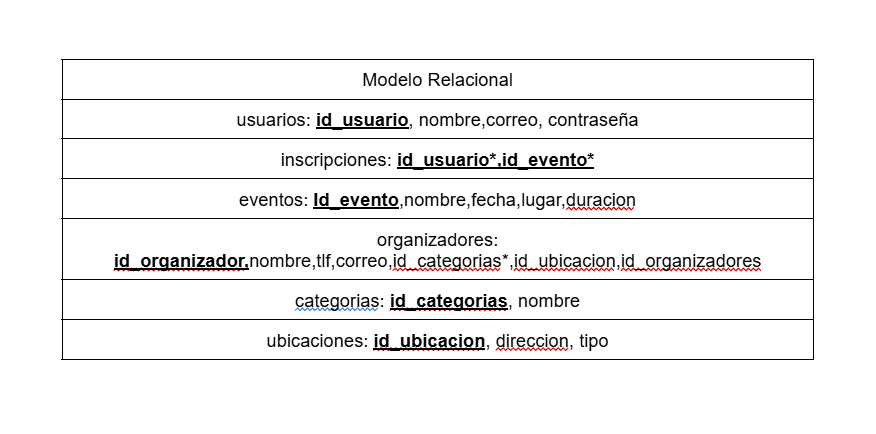 Modelo Relacional
usuarios: id_usuario, nombre,correo, contraseña
inscripciones: id_usuario*,id_evento*
eventos: Id_evento,nombre,fecha,lugar,duracion
organizadores:
id_organizador,nombre,tlf,correo,id_categorias*,id_ubicacion,id_organizadores
categorias: id_categorias, nombre
ubicaciones: id_ubicacion, direccion, tipo